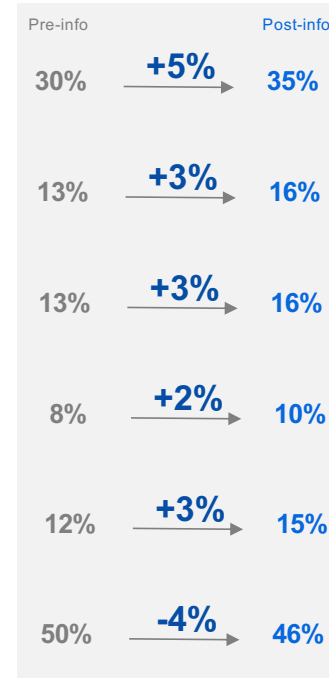 Pre-info Post-info
30% +5% 35%
13% +3% 16%
13% +3% 16%
8% +2% 10%
12% +3% 15%
50% -4% 46%